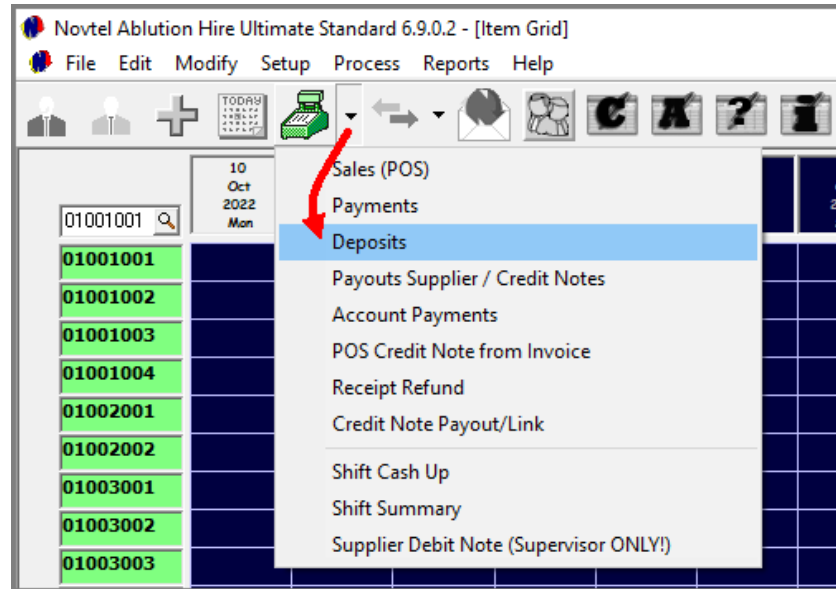 Novtel Ablution Hire Ultimate Standard 6.9.0.2 - [Item Grid]
File Edit Modify Setup Process Reports Help
TODAY
C A ? i
10
Oct
2022
Mon
01001001
Sales (POS)
Payments
Deposits
Payouts Supplier / Credit Notes
Account Payments
POS Credit Note from Invoice
Receipt Refund
Credit Note Payout/Link
Shift Cash Up
Shift Summary
Supplier Debit Note (Supervisor ONLY!)
01001001
01001002
01001003
01001004
01002001
01002002
01003001
01003002
01003003